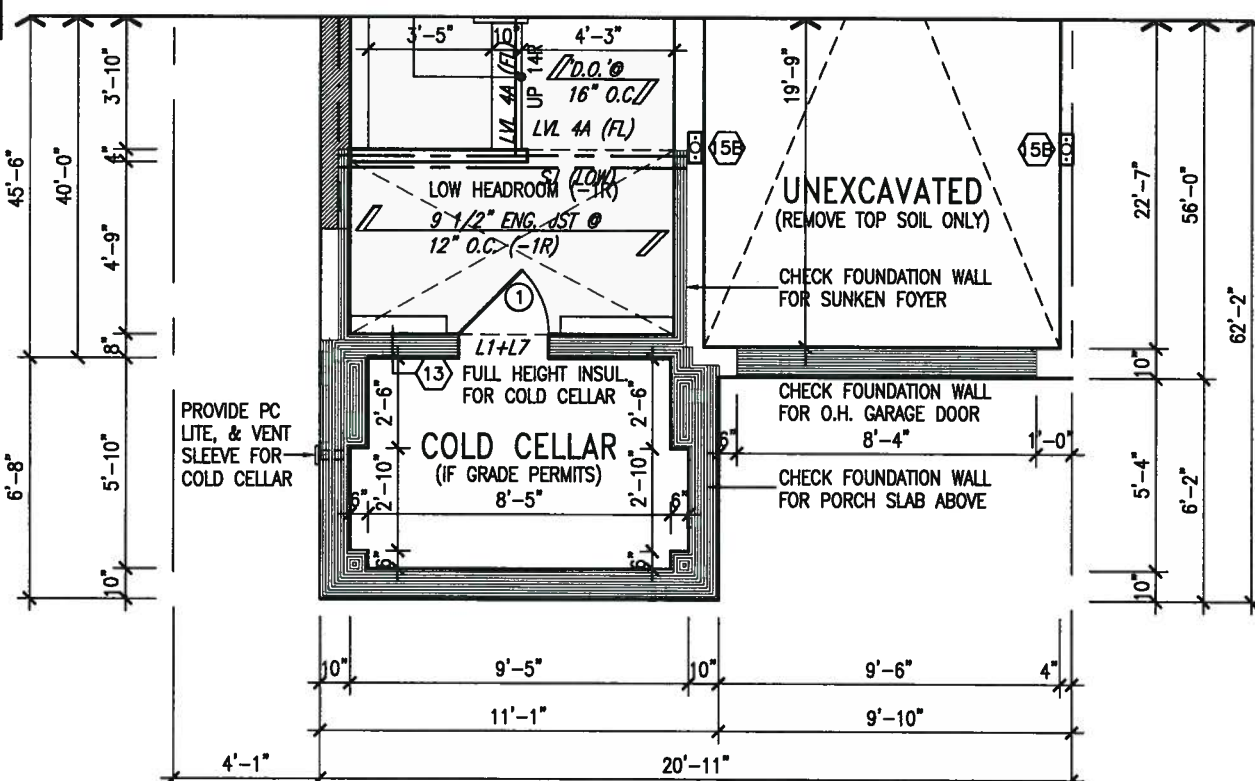 3'-5"
10"
4'-3"
LVL 4A (FL)
UP 14R
'D.O.' @
16" O.C.
LVL 4A (FL)
19'-9"
3'-10"
4"
45'-6"
40'-0"
4'-9"
8"
S7 (LOW)
LOW HEADROOM (-1R)
9 1/2" ENG. JST @
12" O.C. (-1R)
15B
15B
UNEXCAVATED
(REMOVE TOP SOIL ONLY)
22'-7"
56'-0"
62'-2"
CHECK FOUNDATION WALL
FOR SUNKEN FOYER
1
L1+L7
13
FULL HEIGHT INSUL.
FOR COLD CELLAR
10"
CHECK FOUNDATION WALL
FOR O.H. GARAGE DOOR
6"
8'-4"
1'-0"
PROVIDE PC
LITE, & VENT
SLEEVE FOR
COLD CELLAR
2'-6"
2'-6"
COLD CELLAR
(IF GRADE PERMITS)
2'-10"
2'-10"
6"
8'-5"
6"
6"
6"
CHECK FOUNDATION WALL
FOR PORCH SLAB ABOVE
6'-8"
5'-10"
10"
5'-4"
6'-2"
10"
10"
9'-5"
10"
9'-6"
4"
11'-1"
9'-10"
4'-1"
20'-11"